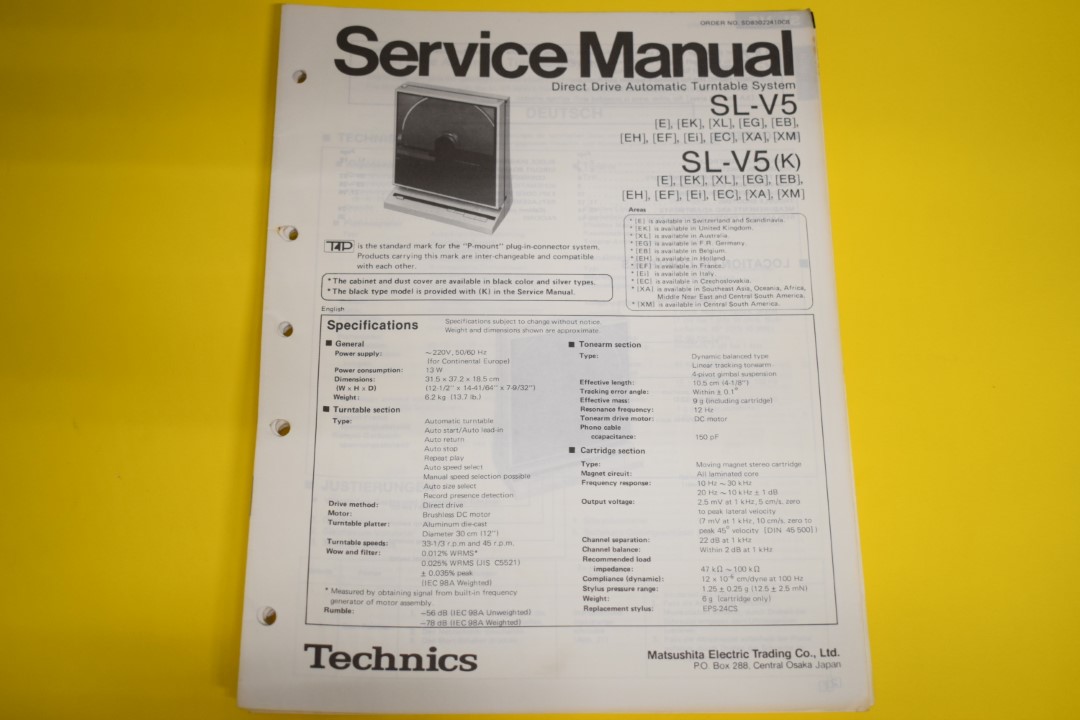 ORDER NO.
Service Manual
Direct Drive Automatic Turntable System
SL-V5
[E], [EK], [XL], [EG], [EB],
[EH], [EF], [Ei], [EC], [XA], [XM]
SL-V5 (K)
[E], [EK], [XL], [EG], [EB],
[EH], [EF], [Ei], [EC], [XA], [XM]
Areas
* [E] is available in Switzerland and Scandinavia.
* [EK] is available in United Kingdom.
* [XL] is available in Australia.
* [EG] is available in F.R. Germany.
* [EB] is available in Belgium.
* [EH] is available in Holland.
* [EF] is available in France.
* [Ei] is available in Italy.
* [EC] is available in Czechoslovakia.
* [XA] is available in Southeast Asia, Oceania, Africa,
Middle Near East and Central South America.
* [XM] is available in Central South America.
T4P is the standard mark for the "P-mount" plug-in-connector system.
Products carrying this mark are inter-changeable and compatible
with each other.
* The cabinet and dust cover are available in black color and silver types.
* The black type model is provided with (K) in the Service Manual.
English
Specifications
Specifications subject to change without notice.
Weight and dimensions shown are approximate.
■ General
Power supply: ~220V, 50/60 Hz
(for Continental Europe)
Power consumption: 13 W
Dimensions: 31.5 x 37.2 x 18.5 cm
(W x H x D) (12-1/2" x 14-41/64" x 7-9/32")
Weight: 6.2 kg (13.7 lb.)
■ Turntable section
Type: Automatic turntable
Auto start/Auto lead-in
Auto return
Auto stop
Repeat play
Auto speed select
Manual speed selection possible
Auto size select
Record presence detection
Drive method: Direct drive
Motor: Brushless DC motor
Turntable platter: Aluminum die-cast
Diameter 30 cm (12")
Turntable speeds: 33-1/3 r.p.m and 45 r.p.m.
Wow and filter: 0.012% WRMS*
0.025% WRMS (JIS C5521)
± 0.035% peak
(IEC 98A Weighted)
* Measured by obtaining signal from built-in frequency
generator of motor assembly.
Rumble: -56 dB (IEC 98A Unweighted)
-78 dB (IEC 98A Weighted)
■ Tonearm section
Type: Dynamic balanced type
Linear tracking tonearm
4-pivot gimbal suspension
Effective length: 10.5 cm (4-1/8")
Tracking error angle: Within ± 0.1°
Effective mass: 9 g (including cartridge)
Resonance frequency: 12 Hz
Tonearm drive motor: DC motor
Phono cable
ccapacitance: 150 pF
■ Cartridge section
Type: Moving magnet stereo cartridge
Magnet circuit: All laminated core
Frequency response: 10 Hz ~ 30 kHz
20 Hz ~ 10 kHz ± 1 dB
Output voltage: 2.5 mV at 1 kHz, 5 cm/s, zero
to peak lateral velocity
(7 mV at 1 kHz, 10 cm/s, zero to
peak 45° velocity [DIN 45 500])
Channel separation: 22 dB at 1 kHz
Channel balance: Within 2 dB at 1 kHz
Recommended load
impedance: 47 kΩ ~ 100 kΩ
Compliance (dynamic): 12 x 10⁻⁶ cm/dyne at 100 Hz
Stylus pressure range: 1.25 ± 0.25 g (12.5 ± 2.5 mN)
Weight: 6 g (cartridge only)
Replacement stylus: EPS-24CS
Technics
Matsushita Electric Trading Co., Ltd.
P.O. Box 288, Central Osaka Japan